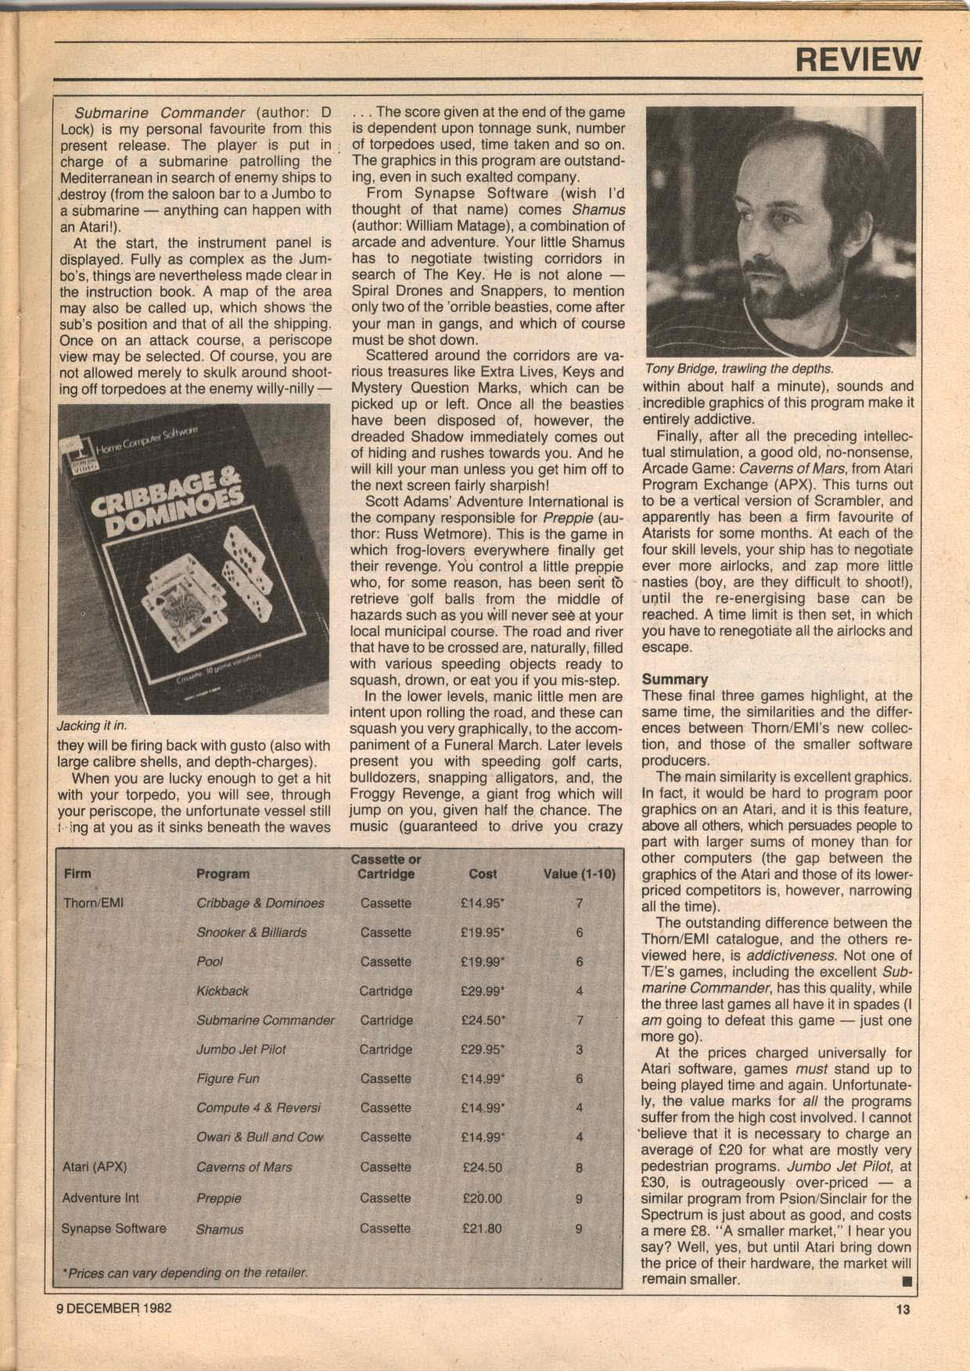 REVIEW
Submarine Commander (author: D
Lock) is my personal favourite from this
present release. The player is put in
charge of a submarine patrolling the
Mediterranean in search of enemy ships to
destroy (from the saloon bar to a Jumbo to
a submarine — anything can happen with
an Atari!).
At the start, the instrument panel is
displayed. Fully as complex as the Jum-
bo's, things are nevertheless made clear in
the instruction book. A map of the area
may also be called up, which shows the
sub's position and that of all the shipping.
Once on an attack course, a periscope
view may be selected. Of course, you are
not allowed merely to skulk around shoot-
ing off torpedoes at the enemy willy-nilly —
Home Computer Software
CRIBBAGE &
DOMINOES
Jacking it in.
they will be firing back with gusto (also with
large calibre shells, and depth-charges).
When you are lucky enough to get a hit
with your torpedo, you will see, through
your periscope, the unfortunate vessel still
at you as it sinks beneath the waves
. . . The score given at the end of the game
is dependent upon tonnage sunk, number
of torpedoes used, time taken and so on.
The graphics in this program are outstand-
ing, even in such exalted company.
From Synapse Software (wish I'd
thought of that name) comes Shamus
(author: William Matage), a combination of
arcade and adventure. Your little Shamus
has to negotiate twisting corridors in
search of The Key. He is not alone —
Spiral Drones and Snappers, to mention
only two of the 'orrible beasties, come after
your man in gangs, and which of course
must be shot down.
Scattered around the corridors are va-
rious treasures like Extra Lives, Keys and
Mystery Question Marks, which can be
picked up or left. Once all the beasties
have been disposed of, however, the
dreaded Shadow immediately comes out
of hiding and rushes towards you. And he
will kill your man unless you get him off to
the next screen fairly sharpish!
Scott Adams' Adventure International is
the company responsible for Preppie (au-
thor: Russ Wetmore). This is the game in
which frog-lovers everywhere finally get
their revenge. You control a little preppie
who, for some reason, has been sent to
retrieve golf balls from the middle of
hazards such as you will never see at your
local municipal course. The road and river
that have to be crossed are, naturally, filled
with various speeding objects ready to
squash, drown, or eat you if you mis-step.
In the lower levels, manic little men are
intent upon rolling the road, and these can
squash you very graphically, to the accom-
paniment of a Funeral March. Later levels
present you with speeding golf carts,
bulldozers, snapping alligators, and, the
Froggy Revenge, a giant frog which will
jump on you, given half the chance. The
music (guaranteed to drive you crazy
Tony Bridge, trawling the depths.
within about half a minute), sounds and
incredible graphics of this program make it
entirely addictive.
Finally, after all the preceding intellec-
tual stimulation, a good old, no-nonsense,
Arcade Game: Caverns of Mars, from Atari
Program Exchange (APX). This turns out
to be a vertical version of Scrambler, and
apparently has been a firm favourite of
Atarists for some months. At each of the
four skill levels, your ship has to negotiate
ever more airlocks, and zap more little
nasties (boy, are they difficult to shoot!),
until the re-energising base can be
reached. A time limit is then set, in which
you have to renegotiate all the airlocks and
escape.
Summary
These final three games highlight, at the
same time, the similarities and the differ-
ences between Thorn/EMI's new collec-
tion, and those of the smaller software
producers.
The main similarity is excellent graphics.
In fact, it would be hard to program poor
graphics on an Atari, and it is this feature,
above all others, which persuades people to
part with larger sums of money than for
other computers (the gap between the
graphics of the Atari and those of its lower-
priced competitors is, however, narrowing
all the time).
The outstanding difference between the
Thorn/EMI catalogue, and the others re-
viewed here, is addictiveness. Not one of
T/E's games, including the excellent Sub-
marine Commander, has this quality, while
the three last games all have it in spades (I
am going to defeat this game — just one
more go).
At the prices charged universally for
Atari software, games must stand up to
being played time and again. Unfortunate-
ly, the value marks for all the programs
suffer from the high cost involved. I cannot
believe that it is necessary to charge an
average of £20 for what are mostly very
pedestrian programs. Jumbo Jet Pilot, at
£30, is outrageously over-priced — a
similar program from Psion/Sinclair for the
Spectrum is just about as good, and costs
a mere £8. "A smaller market," I hear you
say? Well, yes, but until Atari bring down
the price of their hardware, the market will
remain smaller.
Firm Program Cassette or Cartridge Cost Value (1-10)
Thorn/EMI Cribbage & Dominoes Cassette £14.95* 7
Snooker & Billiards Cassette £19.95* 6
Pool Cassette £19.99* 6
Kickback Cartridge £29.99* 4
Submarine Commander Cartridge £24.50* 7
Jumbo Jet Pilot Cartridge £29.95* 3
Figure Fun Cassette £14.99* 6
Compute 4 & Reversi Cassette £14.99* 4
Owari & Bull and Cow Cassette £14.99* 4
Atari (APX) Caverns of Mars Cassette £24.50 8
Adventure Int Preppie Cassette £20.00 9
Synapse Software Shamus Cassette £21.80 9
*Prices can vary depending on the retailer.
9 DECEMBER 1982
13